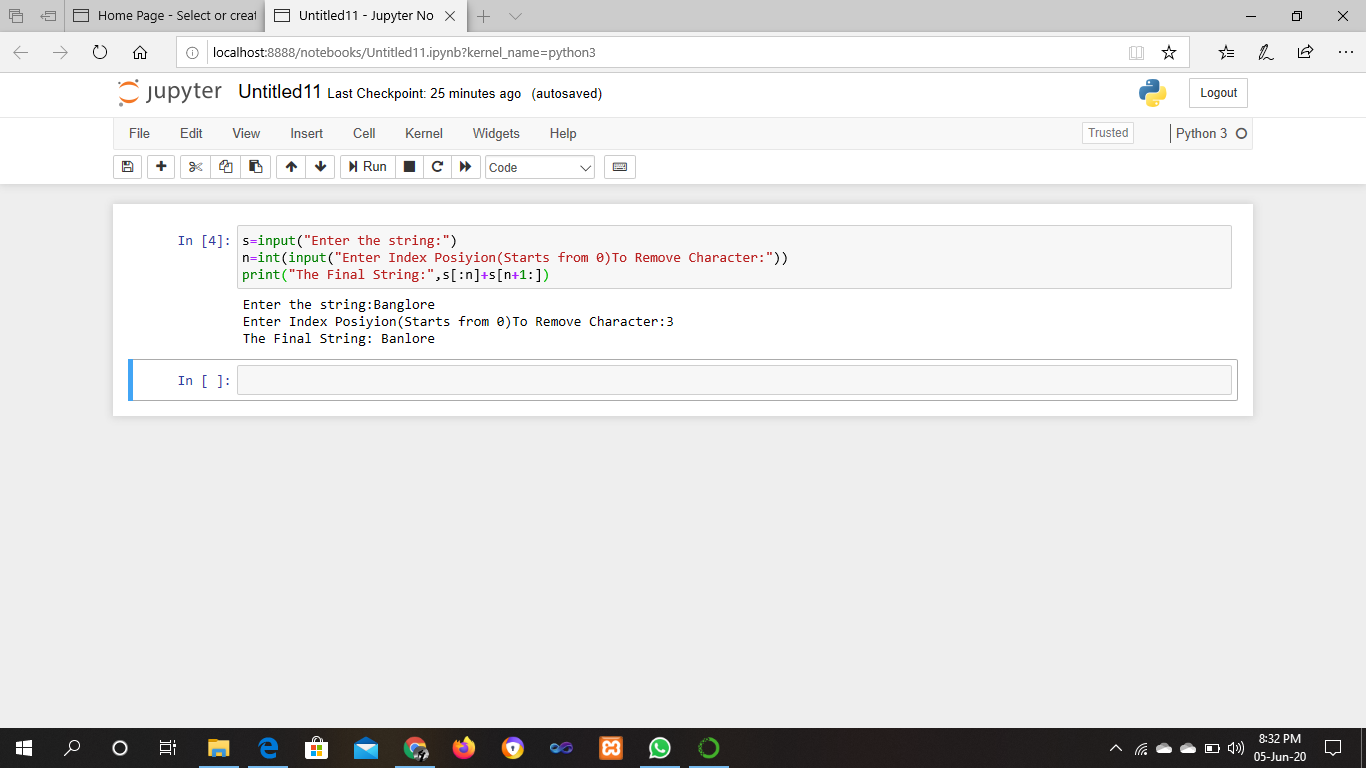 Home Page - Select or creat
Untitled11 - Jupyter No
localhost:8888/notebooks/Untitled11.ipynb?kernel_name=python3
jupyter Untitled11 Last Checkpoint: 25 minutes ago (autosaved)
Logout
File Edit View Insert Cell Kernel Widgets Help
Trusted
Python 3
Run
Code
In [4]: s=input("Enter the string:")
n=int(input("Enter Index Posiyion(Starts from 0)To Remove Character:"))
print("The Final String:",s[:n]+s[n+1:])
Enter the string:Banglore
Enter Index Posiyion(Starts from 0)To Remove Character:3
The Final String: Banlore
In [ ]:
8:32 PM
05-Jun-20